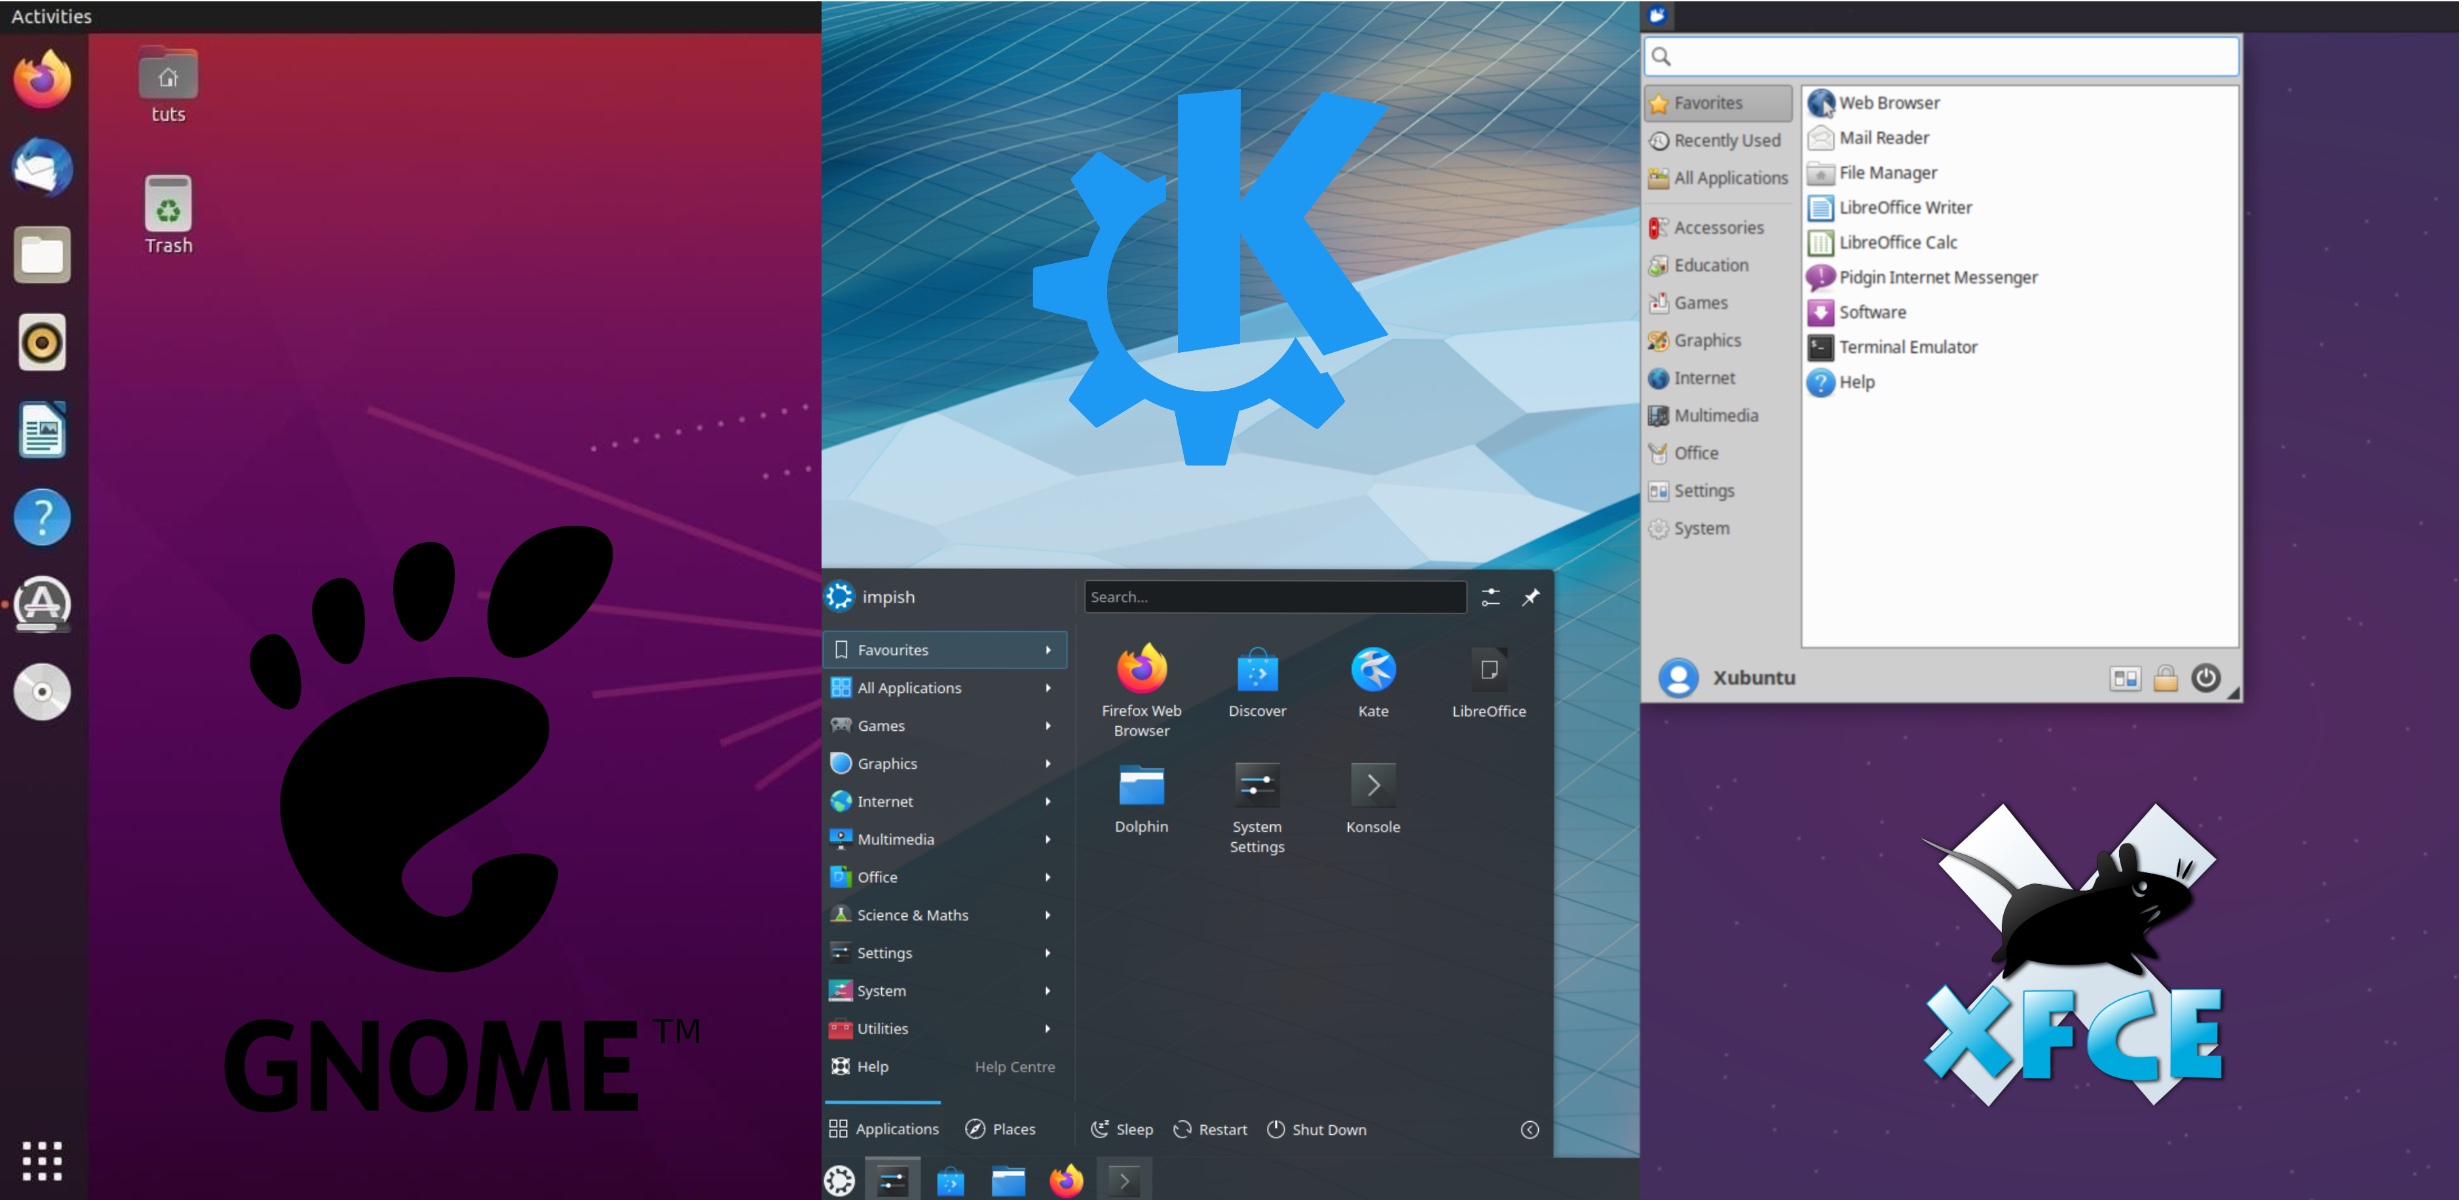 Activities
tuts
Trash
GNOME™
K
impish
Search...
Favourites
All Applications
Games
Graphics
Internet
Multimedia
Office
Science & Maths
Settings
System
Utilities
Help Help Centre
Firefox Web
Browser
Discover
Kate
LibreOffice
Dolphin
System
Settings
Konsole
Applications Places Sleep Restart Shut Down
Favorites
Recently Used
All Applications
Accessories
Education
Games
Graphics
Internet
Multimedia
Office
Settings
System
Web Browser
Mail Reader
File Manager
LibreOffice Writer
LibreOffice Calc
Pidgin Internet Messenger
Software
Terminal Emulator
Help
Xubuntu
XFCE